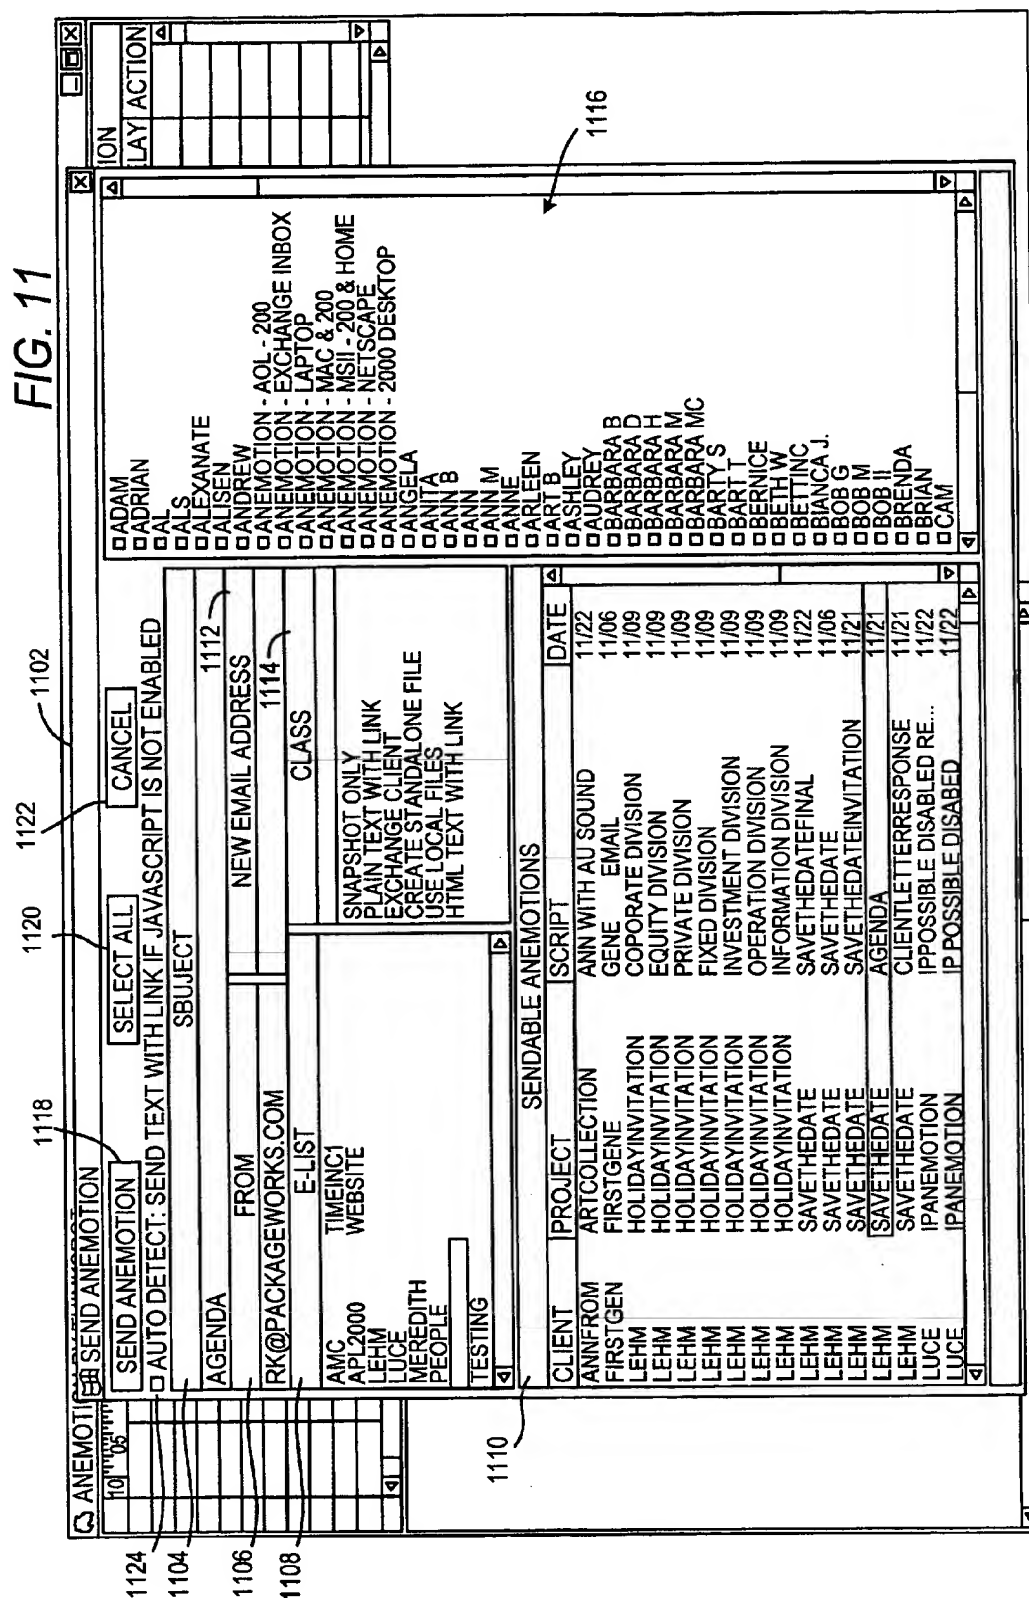 FIG. 11
1102
ANEMOTI
SEND ANEMOTION
1118
1120
1122
SEND ANEMOTION
SELECT ALL
CANCEL
AUTO DETECT: SEND TEXT WITH LINK IF JAVASCRIPT IS NOT ENABLED
1124
1104
1106
1108
1110
1112
1114
1116
10 05
ION
LAY ACTION
SBUJECT
AGENDA
FROM
NEW EMAIL ADDRESS
RK@PACKAGEWORKS.COM
E-LIST
CLASS
AMC TIMEINC1
APL2000 WEBSITE
LEHM
LUCE
MEREDITH
PEOPLE
TESTING
SNAPSHOT ONLY
PLAIN TEXT WITH LINK
EXCHANGE CLIENT
CREATE STANDALONE FILE
USE LOCAL FILES
HTML TEXT WITH LINK
SENDABLE ANEMOTIONS
CLIENT PROJECT SCRIPT DATE
ANNFROM ARTCOLLECTION ANN WITH AU SOUND 11/22
FIRSTGEN FIRSTGENE GENE EMAIL 11/06
LEHM HOLIDAYINVITATION COPORATE DIVISION 11/09
LEHM HOLIDAYINVITATION EQUITY DIVISION 11/09
LEHM HOLIDAYINVITATION PRIVATE DIVISION 11/09
LEHM HOLIDAYINVITATION FIXED DIVISION 11/09
LEHM HOLIDAYINVITATION INVESTMENT DIVISION 11/09
LEHM HOLIDAYINVITATION OPERATION DIVISION 11/09
LEHM HOLIDAYINVITATION INFORMATION DIVISION 11/09
LEHM SAVETHEDATE SAVETHEDATEFINAL 11/22
LEHM SAVETHEDATE SAVETHEDATE 11/06
LEHM SAVETHEDATE SAVETHEDATEINVITATION 11/21
LEHM SAVETHEDATE AGENDA 11/21
LEHM SAVETHEDATE CLIENTLETTERRESPONSE 11/21
LUCE IPANEMOTION IPPOSSIBLE DISABLED RE... 11/22
LUCE IPANEMOTION IP POSSIBLE DISABED 11/22
ADAM
ADRIAN
AL
ALS
ALEXANATE
ALISEN
ANDREW
ANEMOTION - AOL - 200
ANEMOTION - EXCHANGE INBOX
ANEMOTION - LAPTOP
ANEMOTION - MAC & 200
ANEMOTION - MSII - 200 & HOME
ANEMOTION - NETSCAPE
ANEMOTION - 2000 DESKTOP
ANGELA
ANITA
ANN B
ANN
ANN M
ANNE
ARLEEN
ART B
ASHLEY
AUDREY
BARBARA B
BARBARA D
BARBARA H
BARBARA M
BARBARA MC
BARTY S
BART T
BERNICE
BETH W
BETTINC
BIANCA J.
BOB G
BOB M
BOB II
BRENDA
BRIAN
CAM